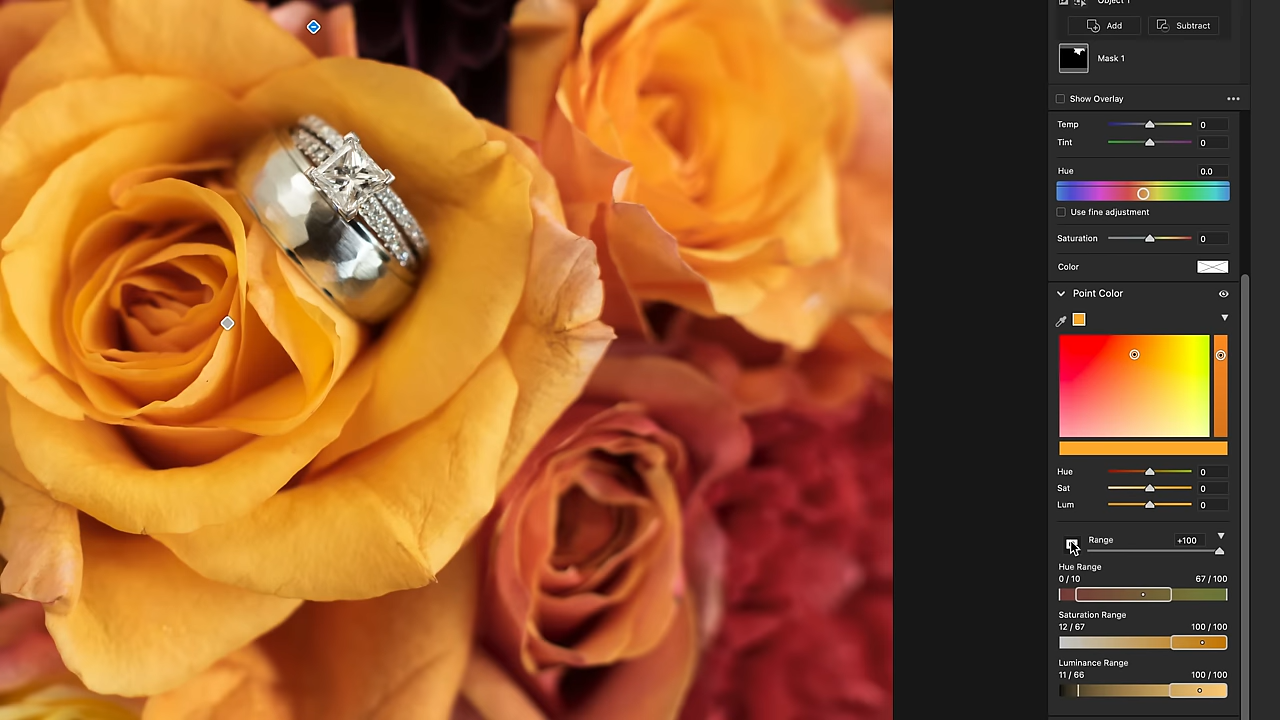 Object 1
Add Subtract
Mask 1
Show Overlay
Temp 0
Tint 0
Hue 0.0
Use fine adjustment
Saturation 0
Color
Point Color
Hue 0
Sat 0
Lum 0
Range +100
Hue Range
0 / 10 67 / 100
Saturation Range
12 / 67 100 / 100
Luminance Range
11 / 66 100 / 100